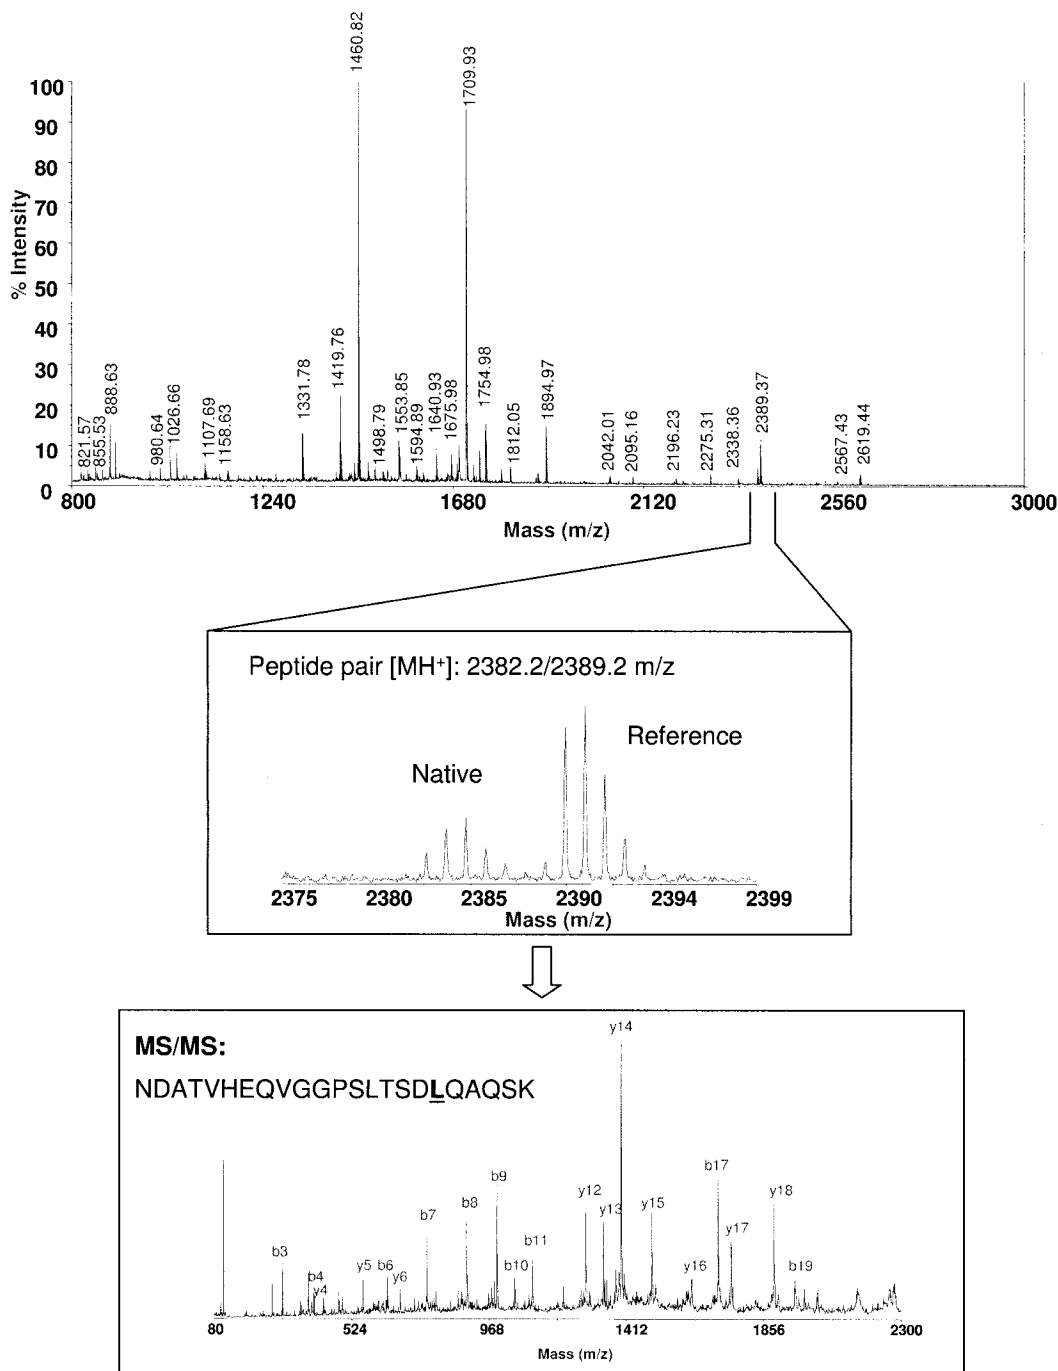 1460.82
1709.93
100
90
80
70
60
50
40
30
20
10
0
% Intensity
821.57
855.53
888.63
980.64
1026.66
1107.69
1158.63
1331.78
1419.76
1498.79
1553.85
1594.89
1640.93
1675.98
1754.98
1812.05
1894.97
2042.01
2095.16
2196.23
2275.31
2338.36
2389.37
2567.43
2619.44
800 1240 1680 2120 2560 3000
Mass (m/z)
Peptide pair [MH+]: 2382.2/2389.2 m/z
Reference
Native
2375 2380 2385 2390 2394 2399
Mass (m/z)
MS/MS:
NDATVHEQVGGPSLTSDLQAQSK
y14
b3
b4
y4
y5
b6
y6
b7
b8
b9
b10
b11
y12
y13
y15
y16
b17
y17
y18
b19
80 524 968 1412 1856 2300
Mass (m/z)